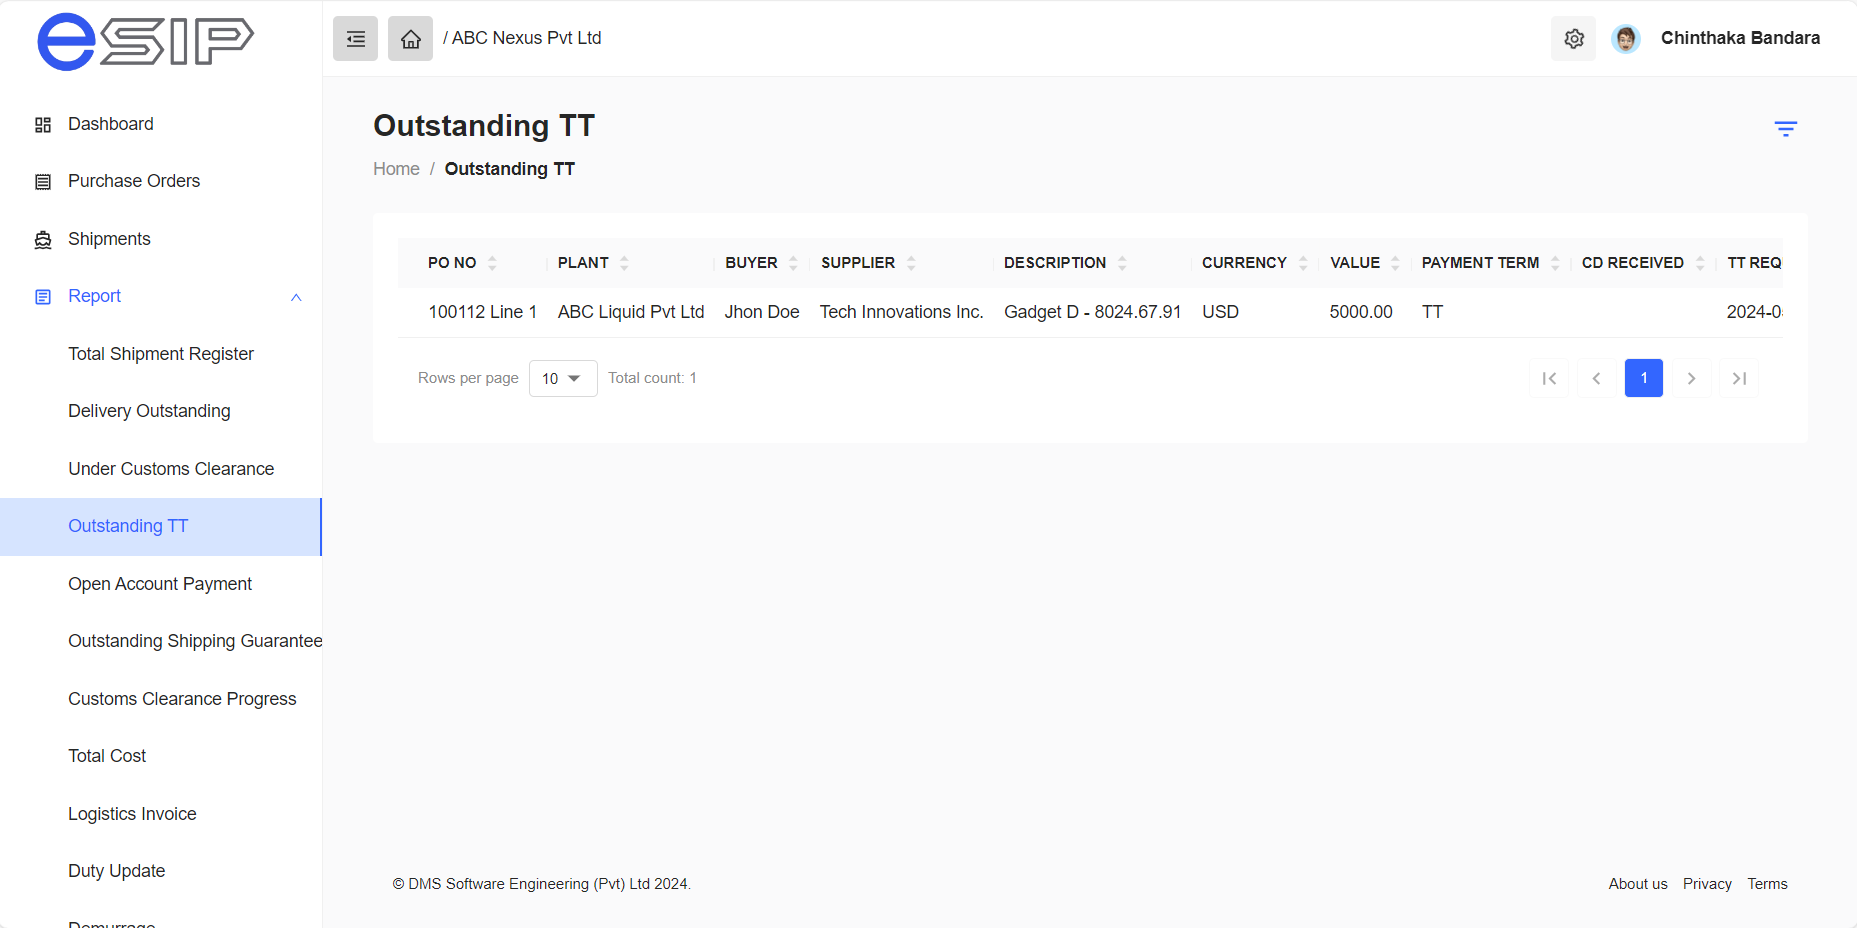 eSIP
/ ABC Nexus Pvt Ltd
Chinthaka Bandara
Dashboard
Purchase Orders
Shipments
Report
Total Shipment Register
Delivery Outstanding
Under Customs Clearance
Outstanding TT
Open Account Payment
Outstanding Shipping Guarantee
Customs Clearance Progress
Total Cost
Logistics Invoice
Duty Update
Demurrage
Outstanding TT
Home / Outstanding TT
PO NO PLANT BUYER SUPPLIER DESCRIPTION CURRENCY VALUE PAYMENT TERM CD RECEIVED TT REQ
100112 Line 1 ABC Liquid Pvt Ltd Jhon Doe Tech Innovations Inc. Gadget D - 8024.67.91 USD 5000.00 TT 2024-0
Rows per page 10 Total count: 1 1
© DMS Software Engineering (Pvt) Ltd 2024. About us Privacy Terms